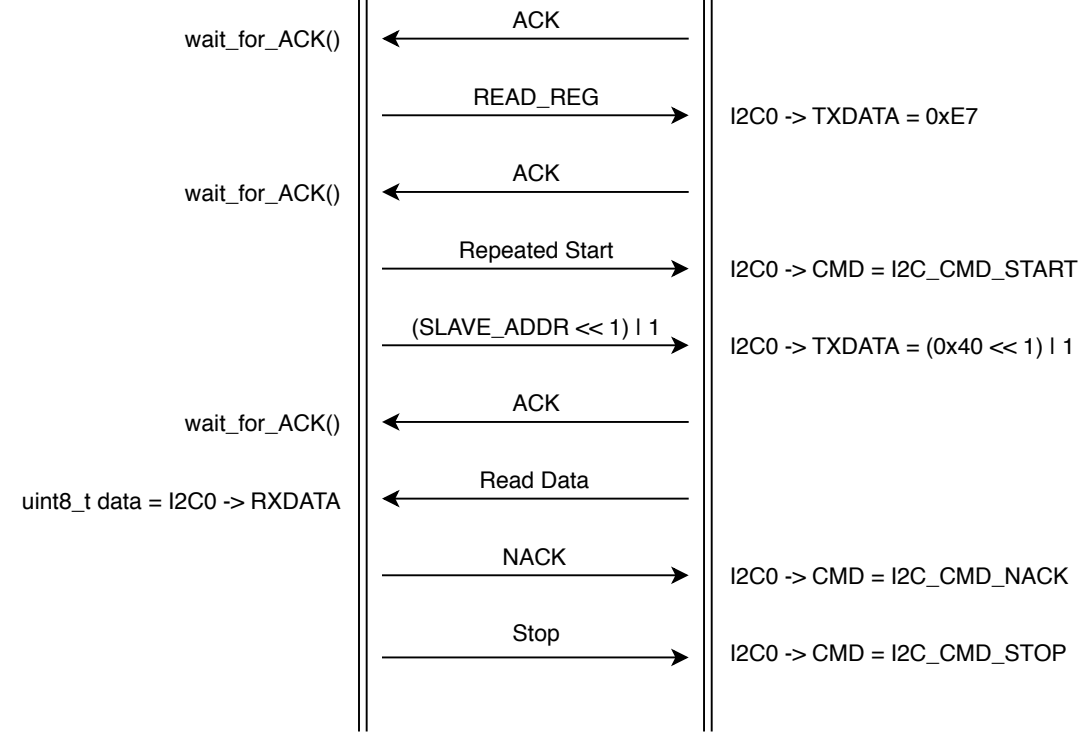 ACK
wait_for_ACK()
READ_REG
I2C0 -> TXDATA = 0xE7
ACK
wait_for_ACK()
Repeated Start
I2C0 -> CMD = I2C_CMD_START
(SLAVE_ADDR << 1) | 1
I2C0 -> TXDATA = (0x40 << 1) | 1
ACK
wait_for_ACK()
Read Data
uint8_t data = I2C0 -> RXDATA
NACK
I2C0 -> CMD = I2C_CMD_NACK
Stop
I2C0 -> CMD = I2C_CMD_STOP